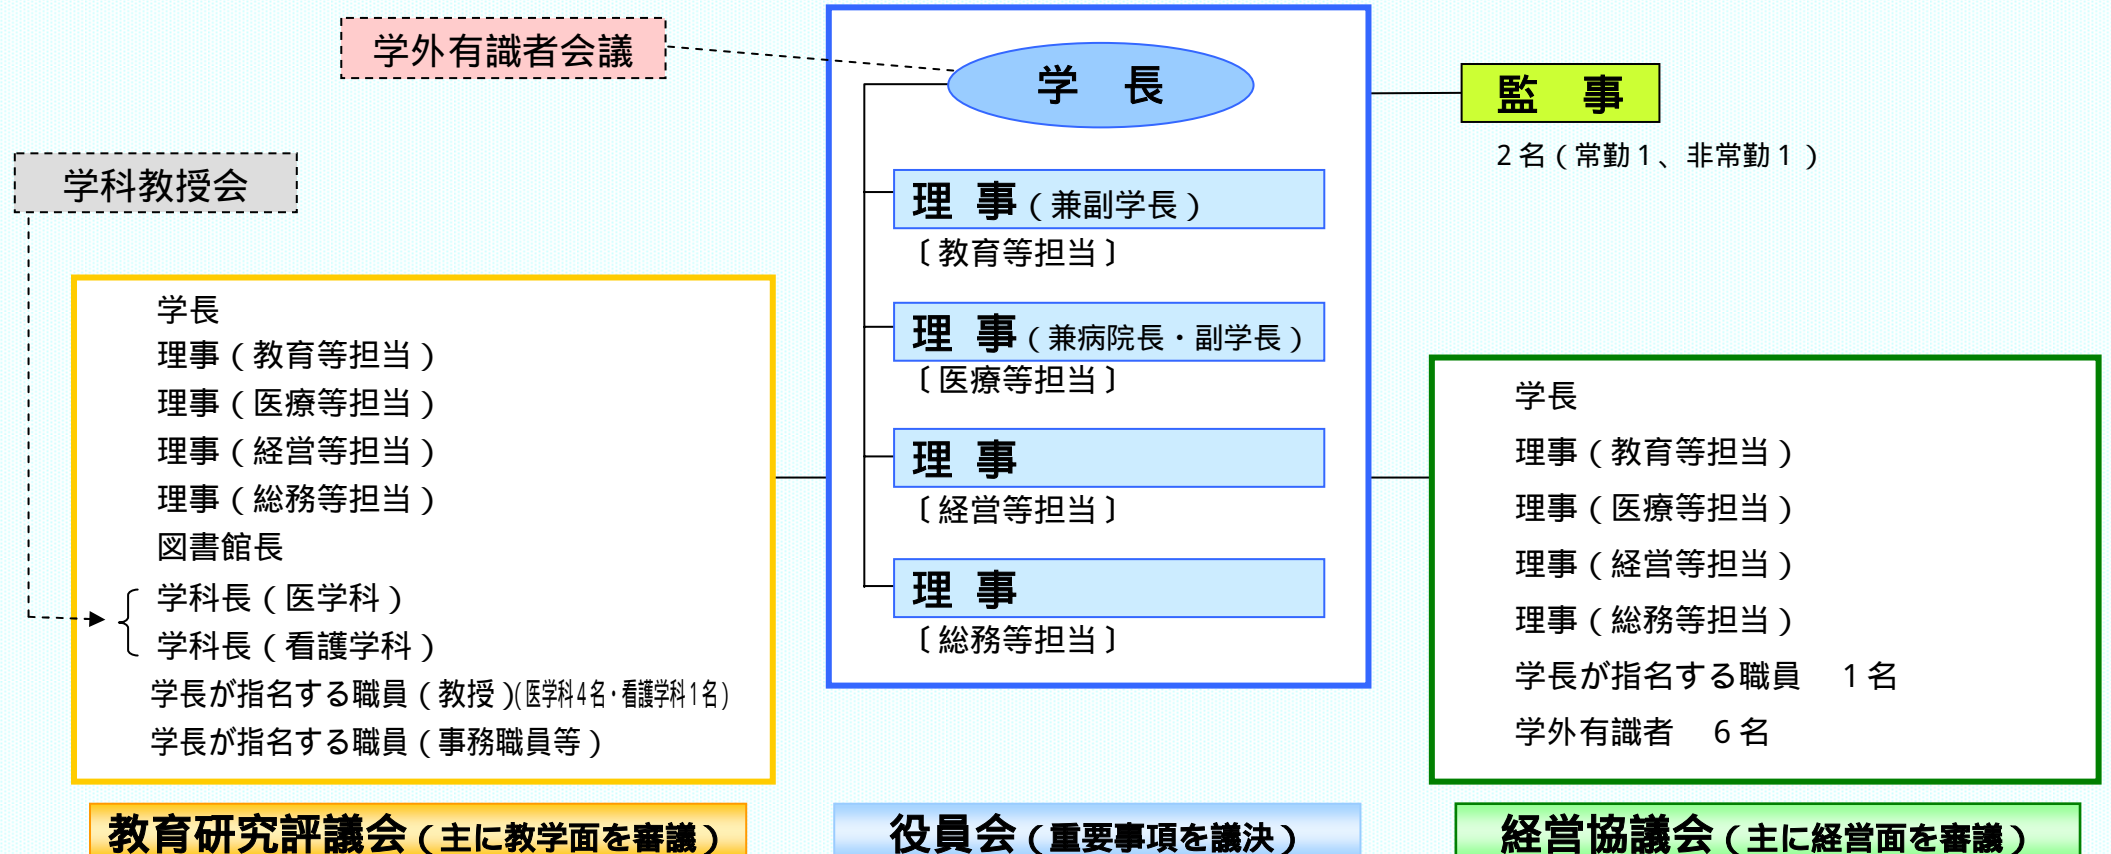 学外有識者会議
学科教授会
学長
理事（教育等担当）
理事（医療等担当）
理事（経営等担当）
理事（総務等担当）
図書館長
学科長（医学科）
学科長（看護学科）
学長が指名する職員（教授）(医学科4名・看護学科1名)
学長が指名する職員（事務職員等）
教育研究評議会（主に教学面を審議）
学　長
理　事（兼副学長）
〔教育等担当〕
理　事（兼病院長・副学長）
〔医療等担当〕
理　事
〔経営等担当〕
理　事
〔総務等担当〕
役員会（重要事項を議決）
監　事
2名（常勤1、非常勤1）
学長
理事（教育等担当）
理事（医療等担当）
理事（経営等担当）
理事（総務等担当）
学長が指名する職員　1名
学外有識者　6名
経営協議会（主に経営面を審議）